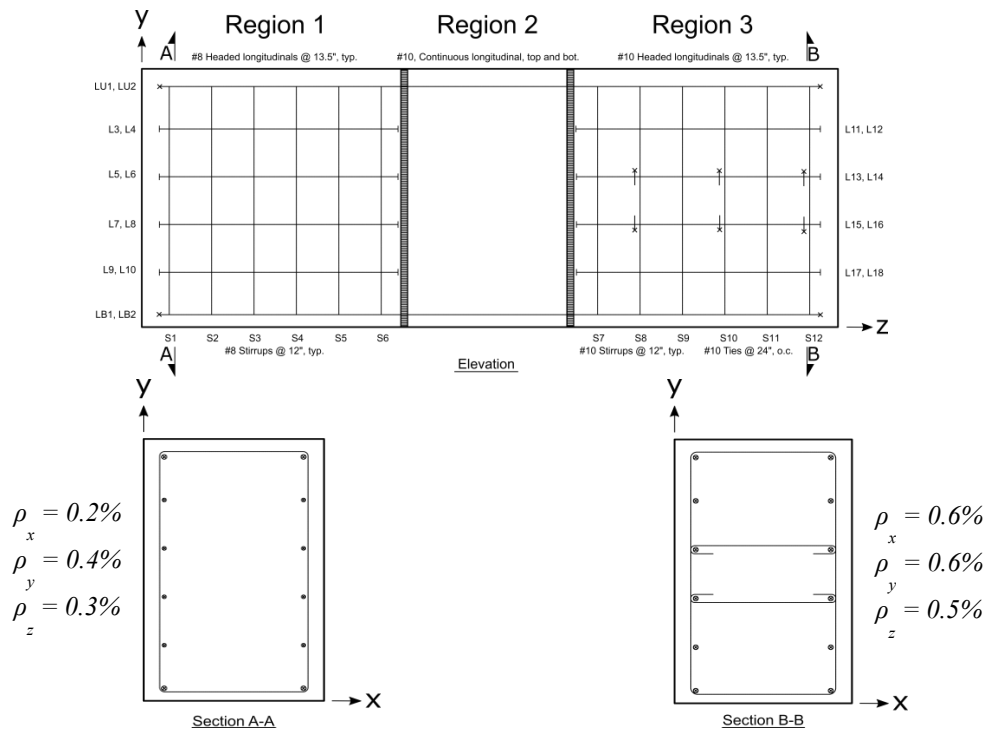 y
Region 1
Region 2
Region 3
A
B
#8 Headed longitudinals @ 13.5", typ.
#10, Continuous longitudinal, top and bot.
#10 Headed longitudinals @ 13.5", typ.
LU1, LU2
L3, L4
L11, L12
L5, L6
L13, L14
L7, L8
L15, L16
L9, L10
L17, L18
LB1, LB2
z
S1 S2 S3 S4 S5 S6 S7 S8 S9 S10 S11 S12
A
#8 Stirrups @ 12", typ.
#10 Stirrups @ 12", typ.
#10 Ties @ 24", o.c.
B
Elevation
y
ρx = 0.2%
ρy = 0.4%
ρz = 0.3%
x
Section A-A
y
ρx = 0.6%
ρy = 0.6%
ρz = 0.5%
x
Section B-B